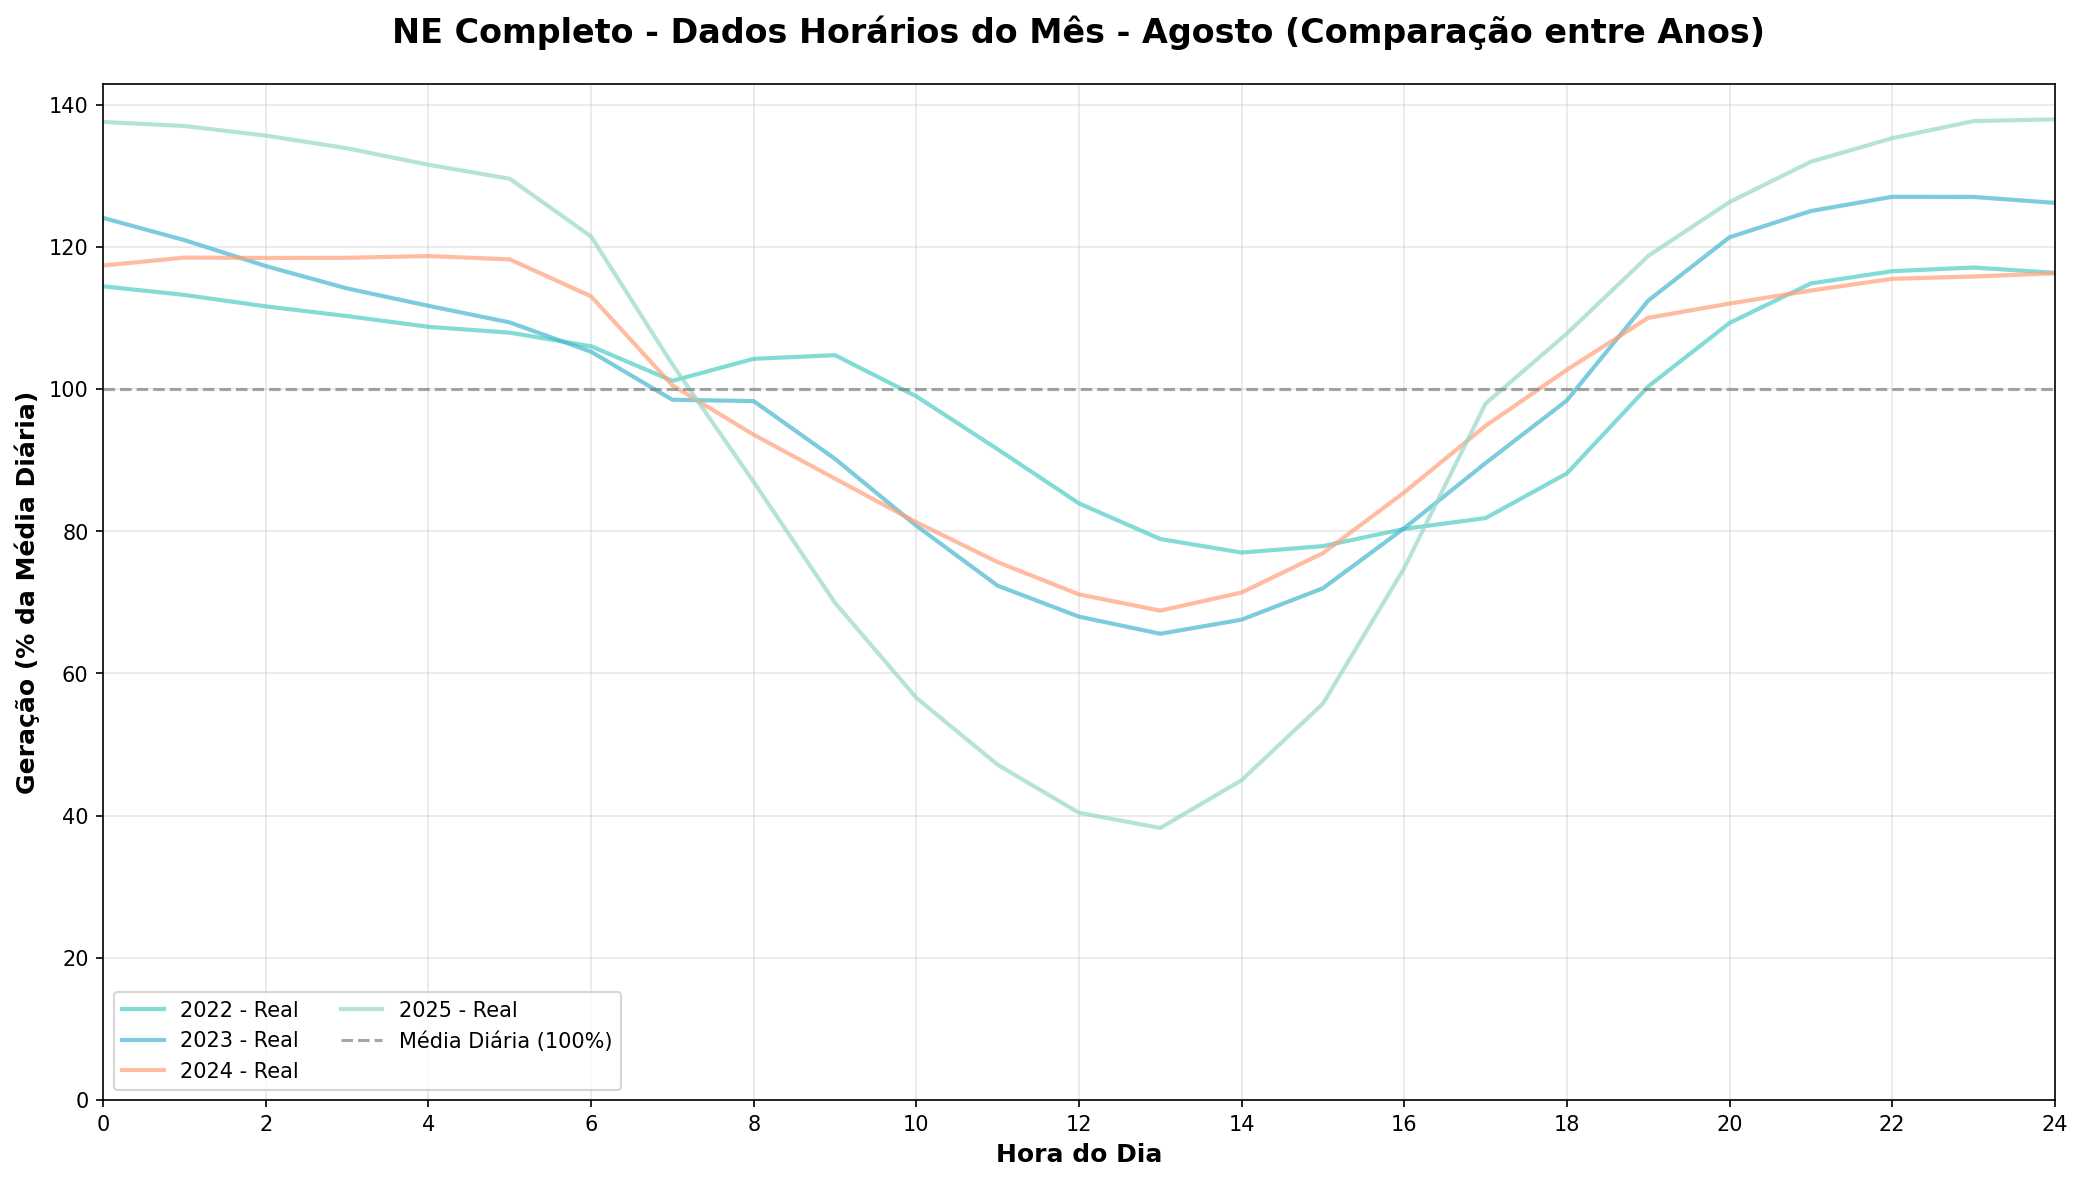 NE Completo - Dados Horários do Mês - Agosto (Comparação entre Anos)
Geração (% da Média Diária)
140
120
100
80
60
40
20
0
2022 - Real
2023 - Real
2024 - Real
2025 - Real
Média Diária (100%)
0 2 4 6 8 10 12 14 16 18 20 22 24
Hora do Dia